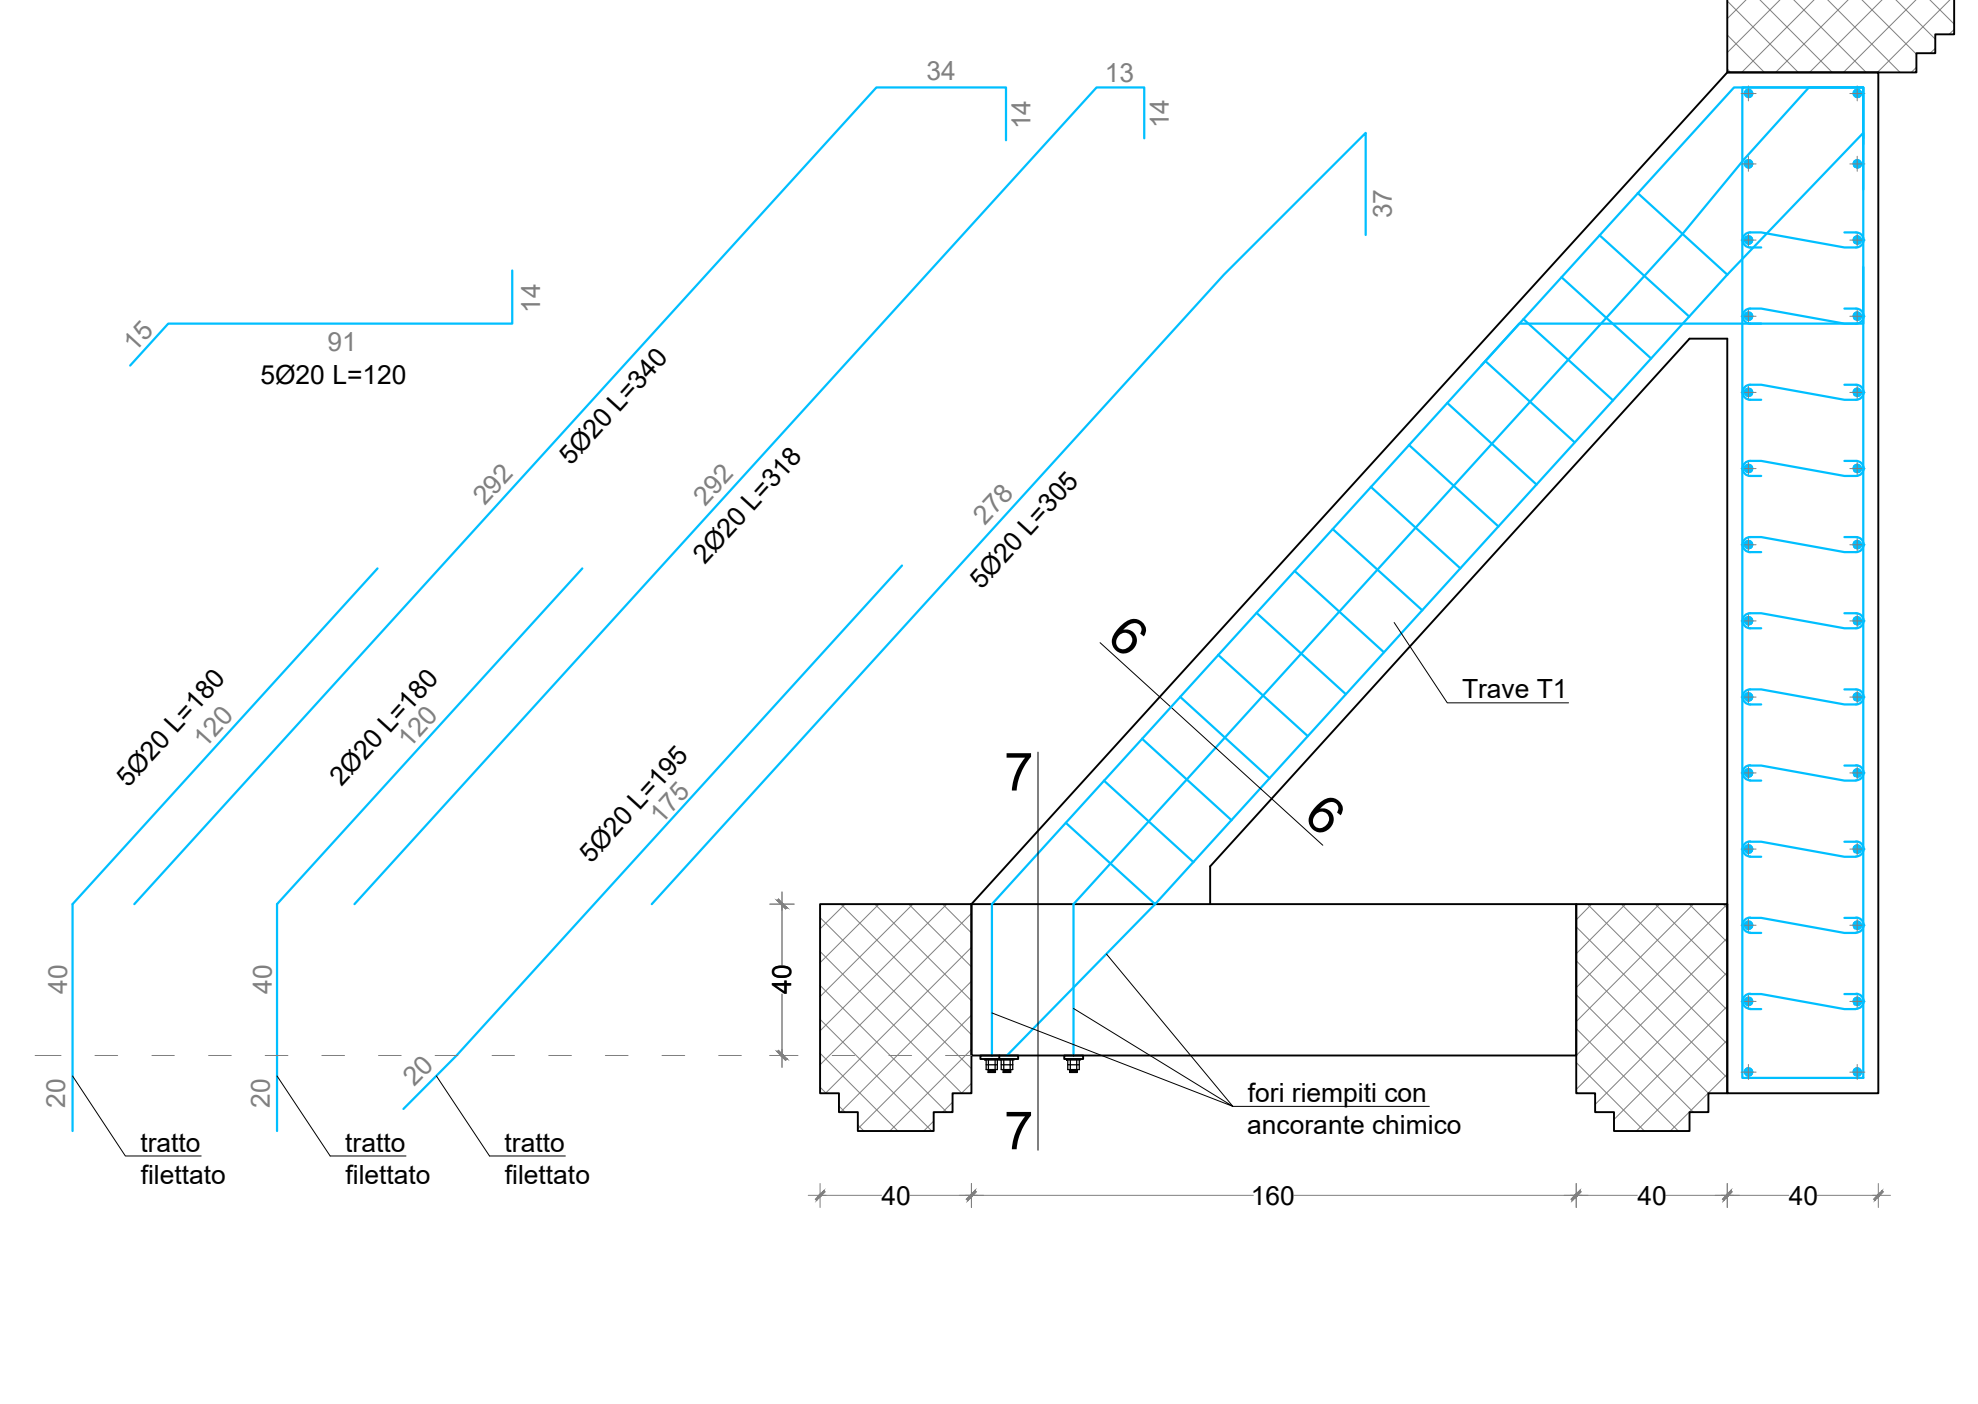 34
13
14
14
37
15
14
91
5Ø20 L=120
292
5Ø20 L=340
292
2Ø20 L=318
278
5Ø20 L=305
6
6
Trave T1
5Ø20 L=180
120
2Ø20 L=180
120
5Ø20 L=195
175
7
7
40
40
40
20
20
20
tratto
filettato
tratto
filettato
tratto
filettato
fori riempiti con
ancorante chimico
40
160
40
40